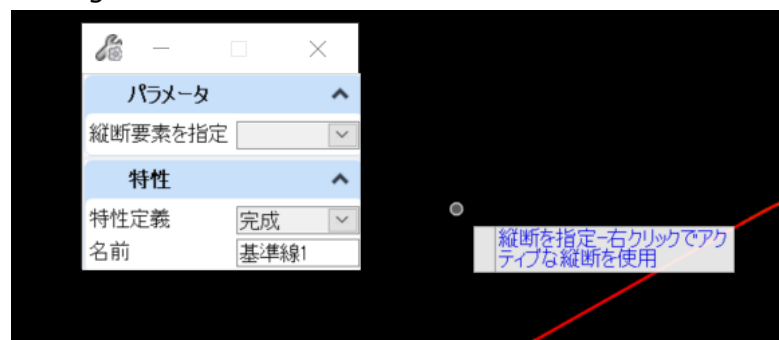 パラメータ
縦断要素を指定
特性
特性定義 完成
名前 基準線1
縦断を指定-右クリックでアク
ティブな縦断を使用